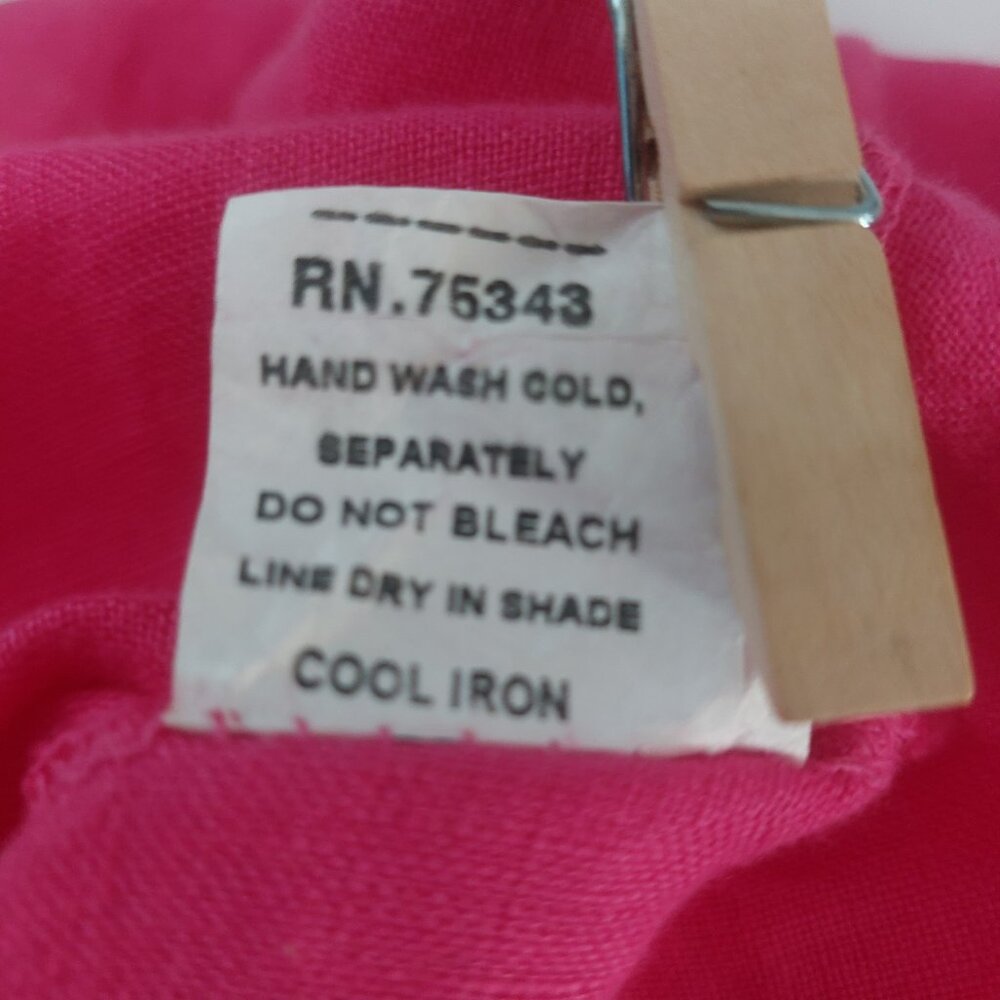 ------
RN.75343
HAND WASH COLD,
SEPARATELY
DO NOT BLEACH
LINE DRY IN SHADE
COOL IRON